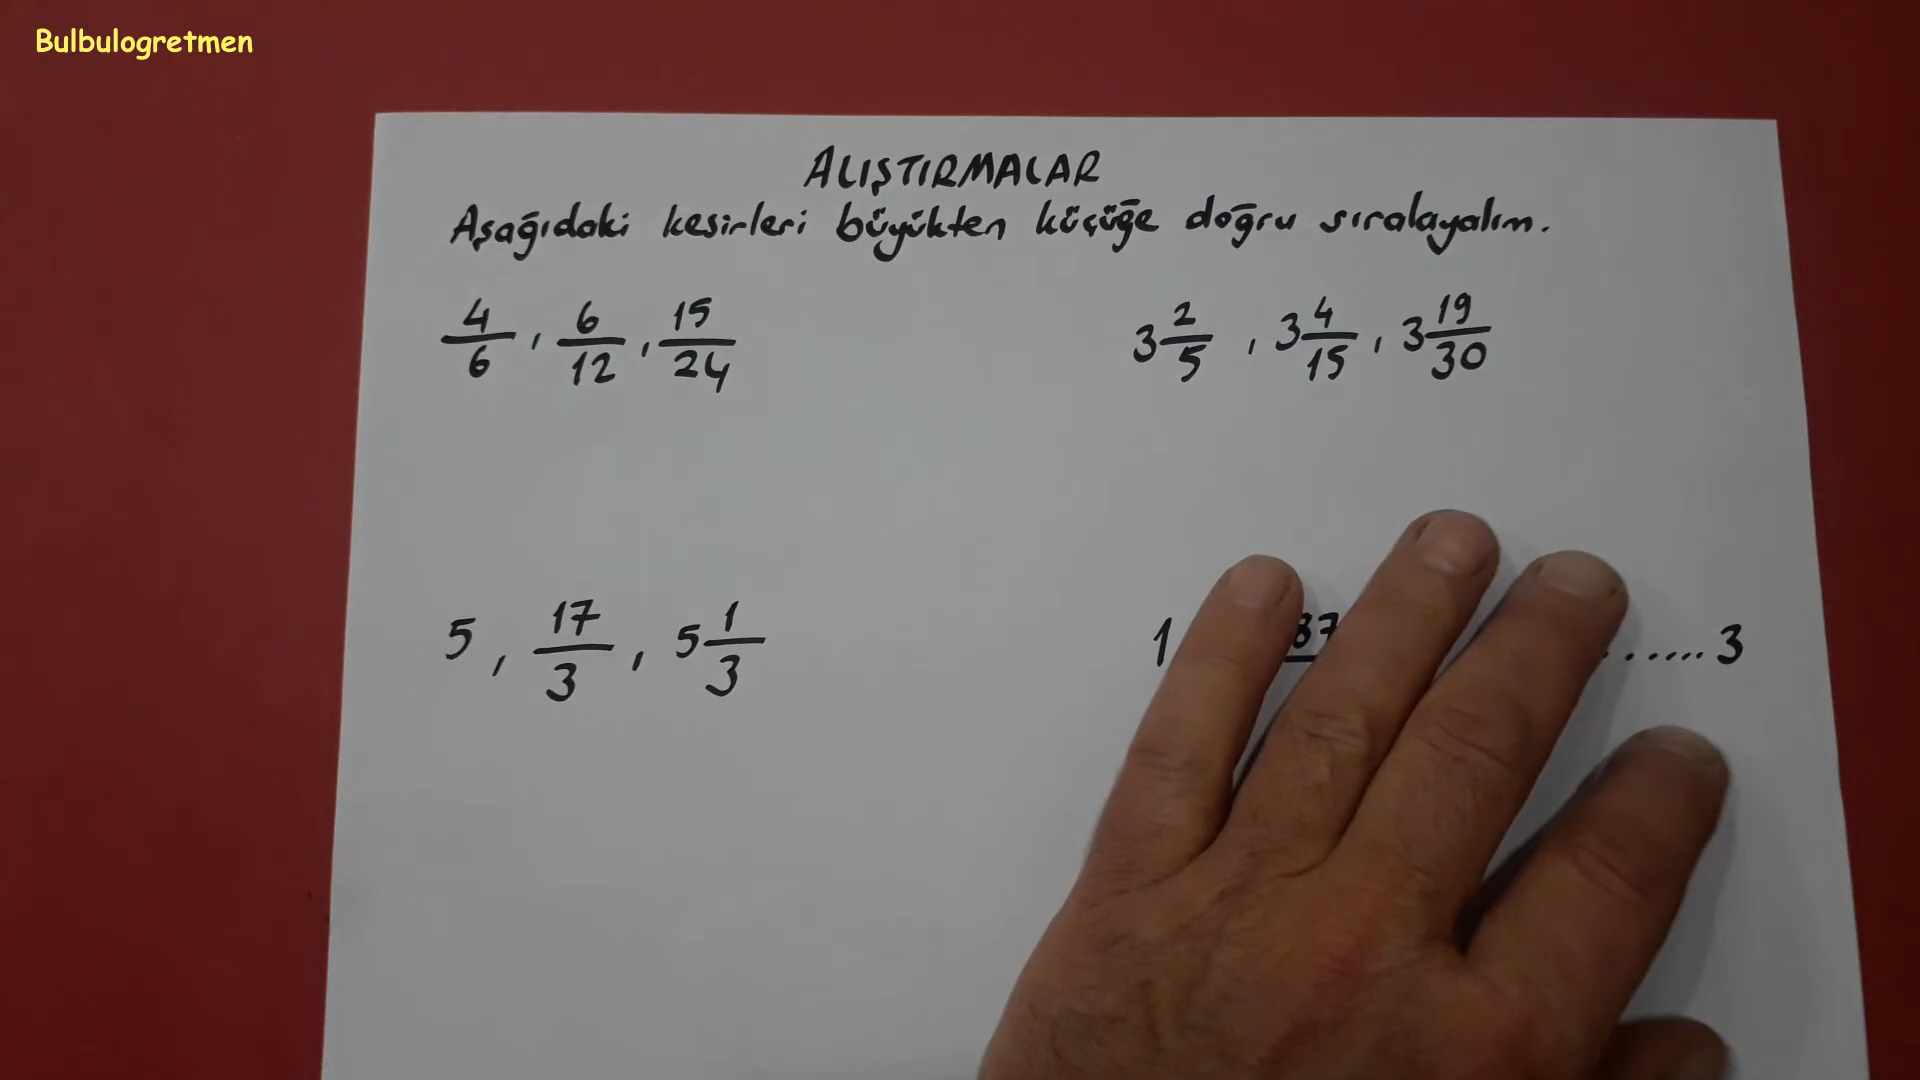 Bulbulogretmen
ALIŞTIRMALAR
Aşağıdaki kesirleri büyükten küçüğe doğru sıralayalım.
4/6 , 6/12 , 15/24
3 2/5 , 3 4/15 , 3 19/30
5 , 17/3 , 5 1/3
1 87 ..... 3